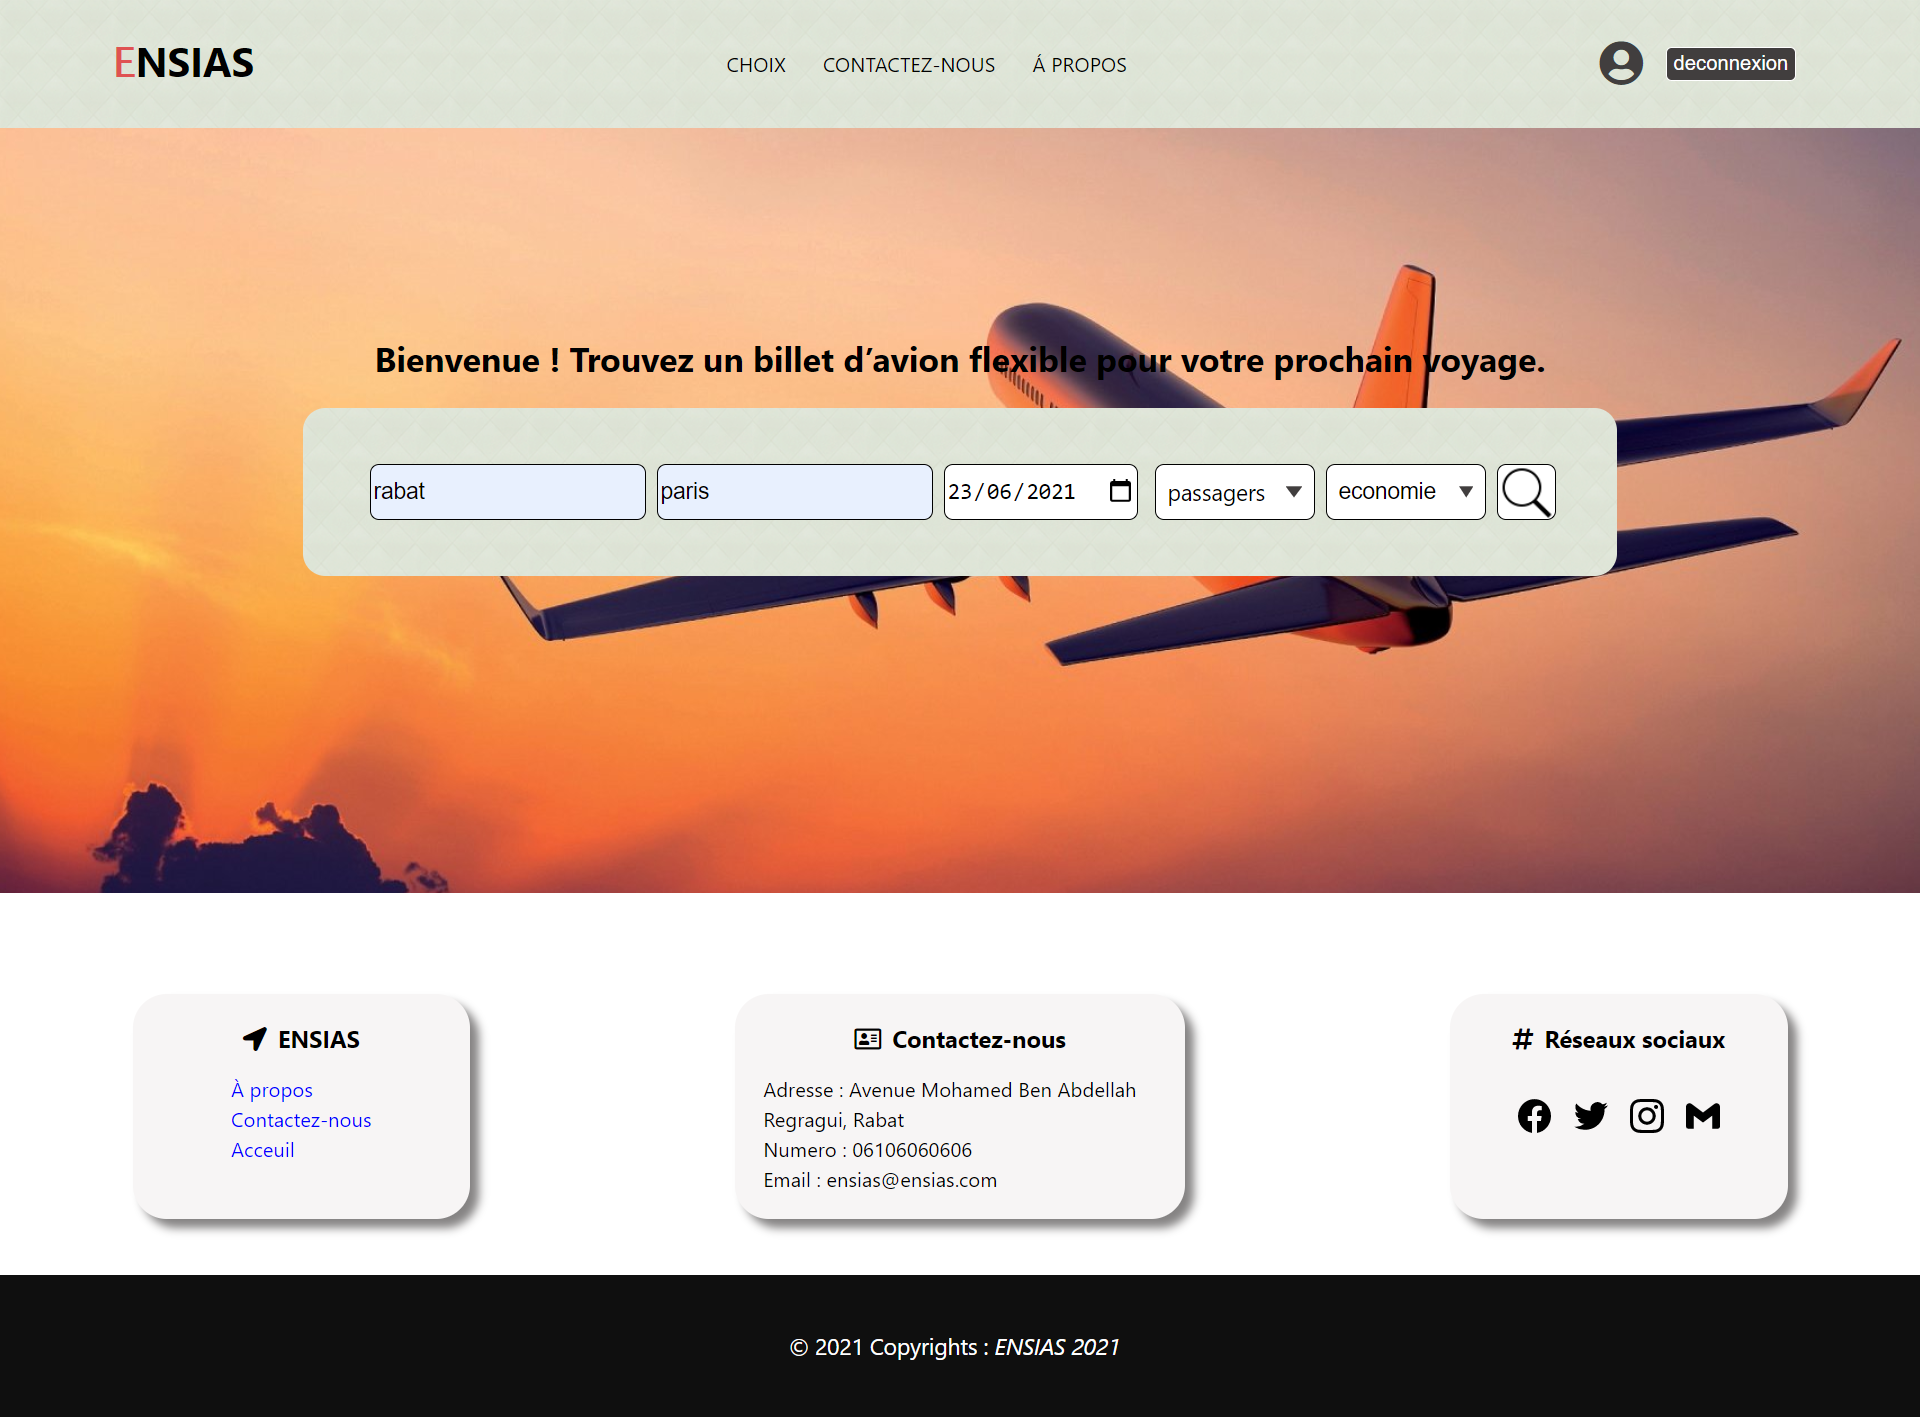 ENSIAS
CHOIX CONTACTEZ-NOUS Á PROPOS
deconnexion
Bienvenue ! Trouvez un billet d’avion flexible pour votre prochain voyage.
rabat paris 23/06/2021 passagers economie
ENSIAS
À propos
Contactez-nous
Acceuil
Contactez-nous
Adresse : Avenue Mohamed Ben Abdellah
Regragui, Rabat
Numero : 06106060606
Email : ensias@ensias.com
# Réseaux sociaux
© 2021 Copyrights : ENSIAS 2021